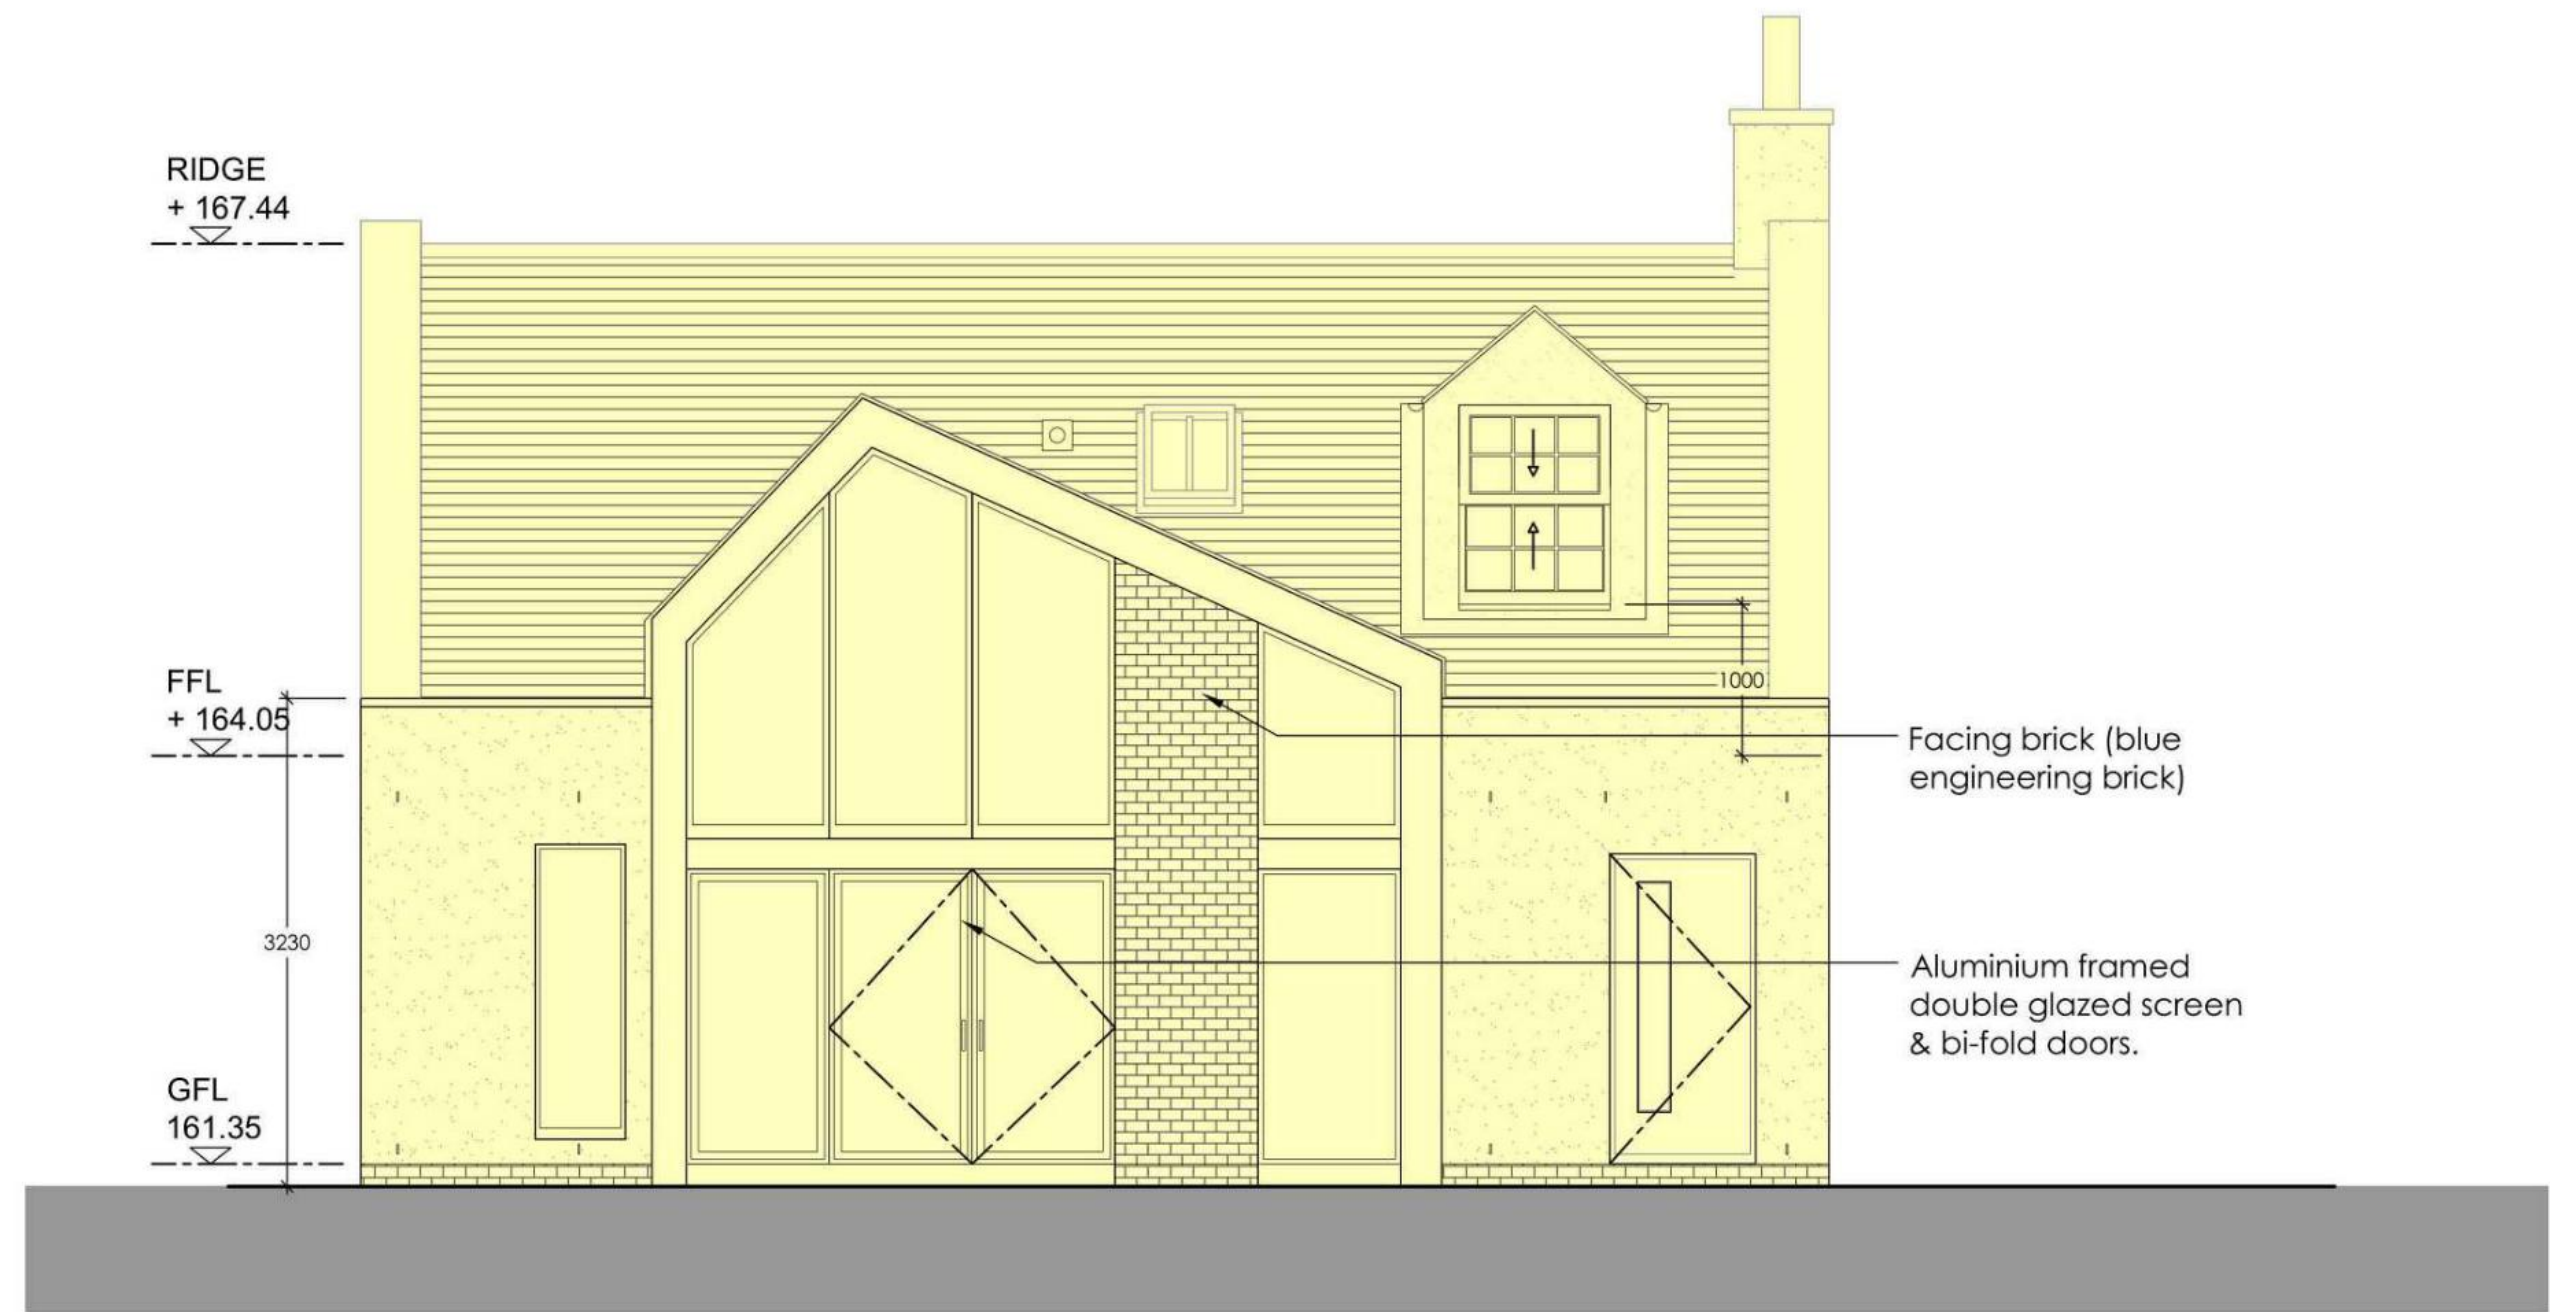 RIDGE
+ 167.44
FFL
+ 164.05
1000
Facing brick (blue
engineering brick)
3230
Aluminium framed
double glazed screen
& bi-fold doors.
GFL
161.35